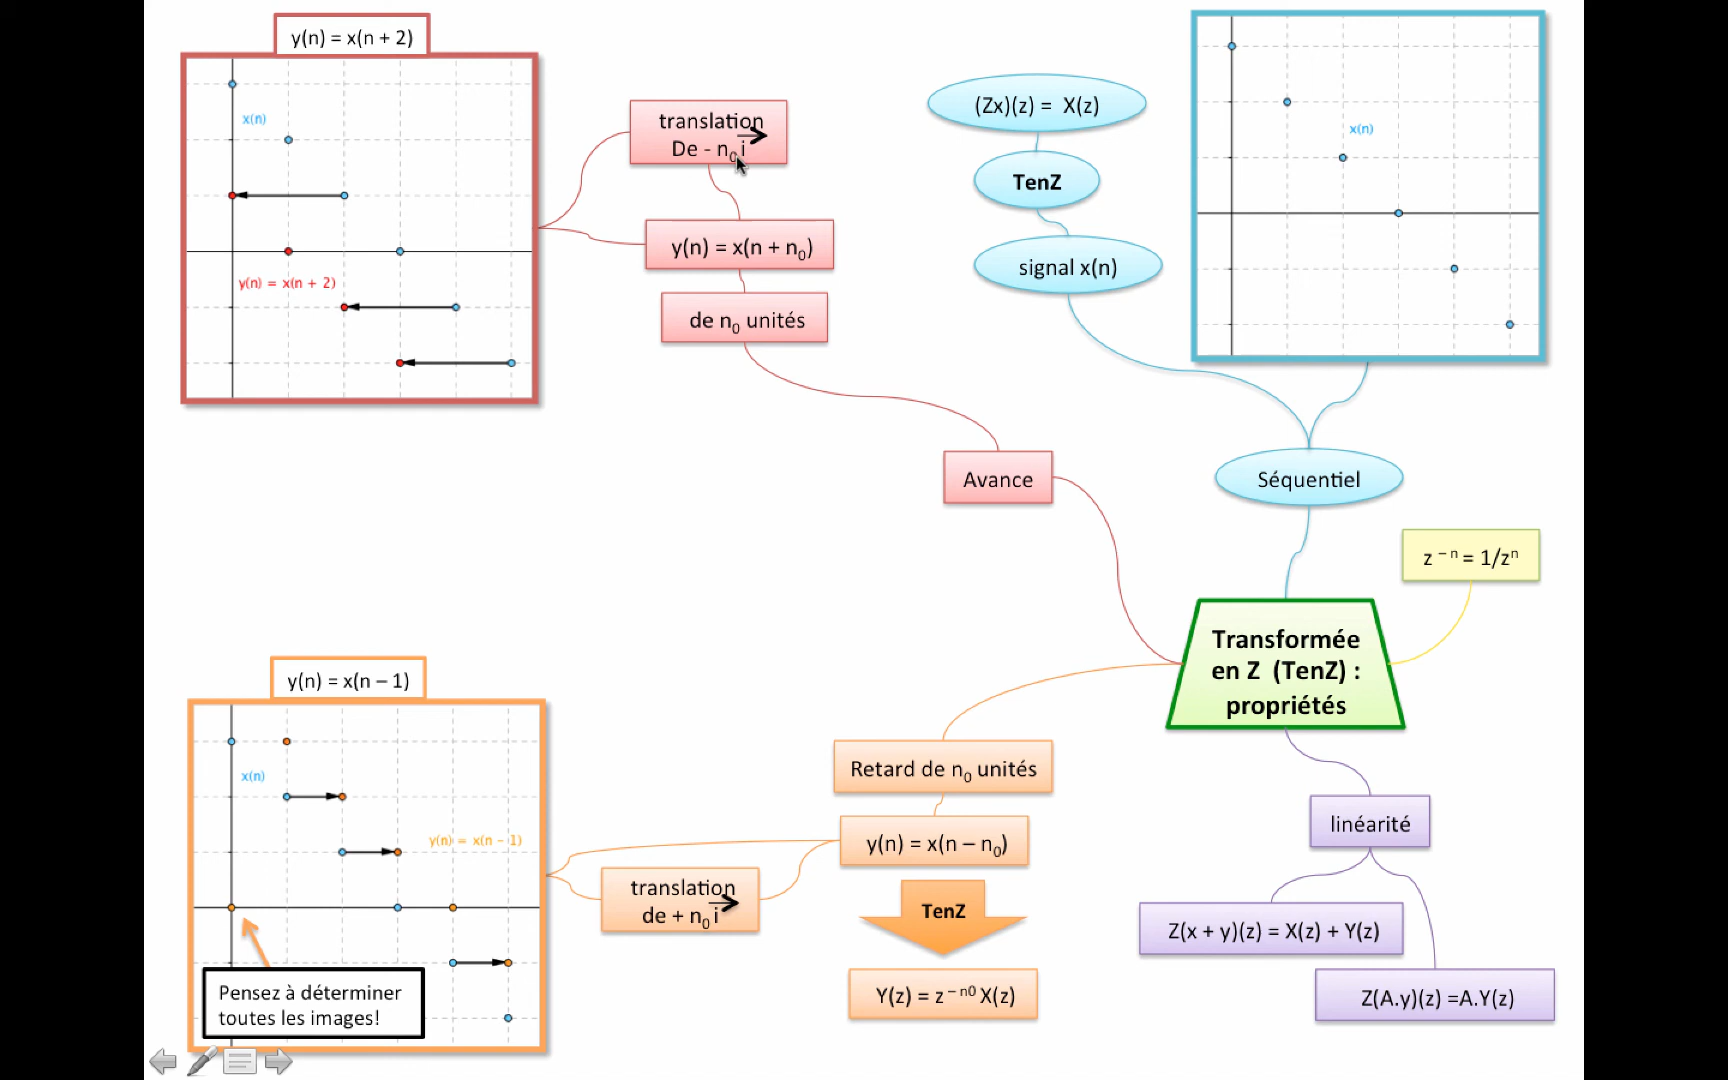 y(n) = x(n + 2)
x(n)
y(n) = x(n + 2)
translation
De - n₀ i
y(n) = x(n + n₀)
de n₀ unités
Avance
(Zx)(z) = X(z)
TenZ
signal x(n)
x(n)
Séquentiel
z ⁻ ⁿ = 1/zⁿ
Transformée
en Z (TenZ) :
propriétés
y(n) = x(n – 1)
x(n)
y(n) = x(n - 1)
Pensez à déterminer
toutes les images!
Retard de n₀ unités
y(n) = x(n – n₀)
translation
de + n₀ i
TenZ
Y(z) = z ⁻ ⁿ⁰ X(z)
linéarité
Z(x + y)(z) = X(z) + Y(z)
Z(A.y)(z) =A.Y(z)